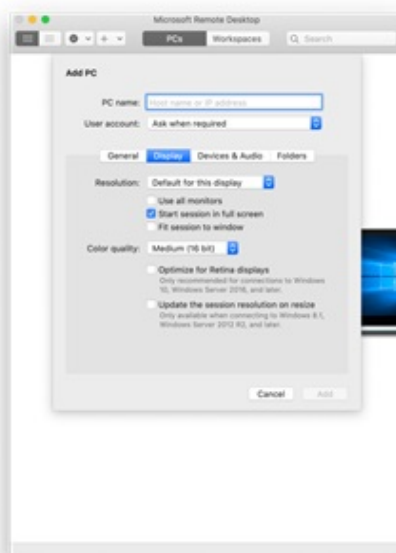 Microsoft Remote Desktop
PCs Workspaces Search
Add PC
PC name: Host name or IP address
User account: Ask when required
General Display Devices & Audio Folders
Resolution: Default for this display
Use all monitors
Start session in full screen
Fit session to window
Color quality: Medium (16 bit)
Optimize for Retina displays
Only recommended for connections to Windows
10, Windows Server 2016, and later.
Update the session resolution on resize
Only available when connecting to Windows 8.1,
Windows Server 2012 R2, and later.
Cancel Add